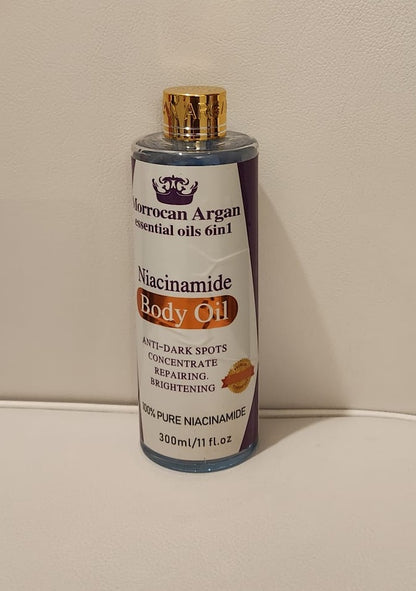 Morrocan Argan
essential oils 6in1
Niacinamide
Body Oil
ANTI-DARK SPOTS
CONCENTRATE
REPAIRING.
BRIGHTENING
100% PURE NIACINAMIDE
300ml/11 fl.oz